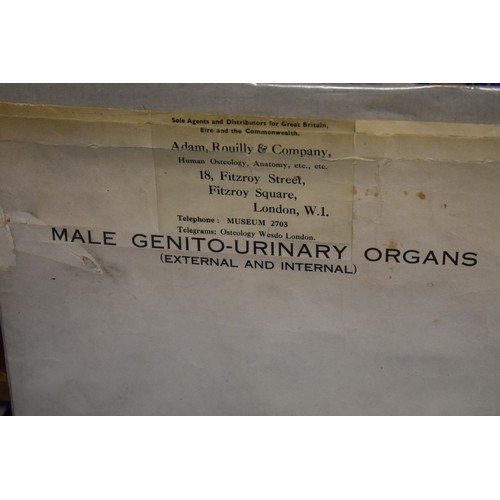 Sole Agents and Distributors for Great Britain,
Eire and the Commonwealth.
Adam, Rouilly & Company,
Human Osteology, Anatomy, etc., etc.
18, Fitzroy Street,
Fitzroy Square,
London, W.1.
Telephone: MUSEUM 2703
Telegrams: Osteology Wesdo London.
MALE GENITO-URINARY ORGANS
(EXTERNAL AND INTERNAL)